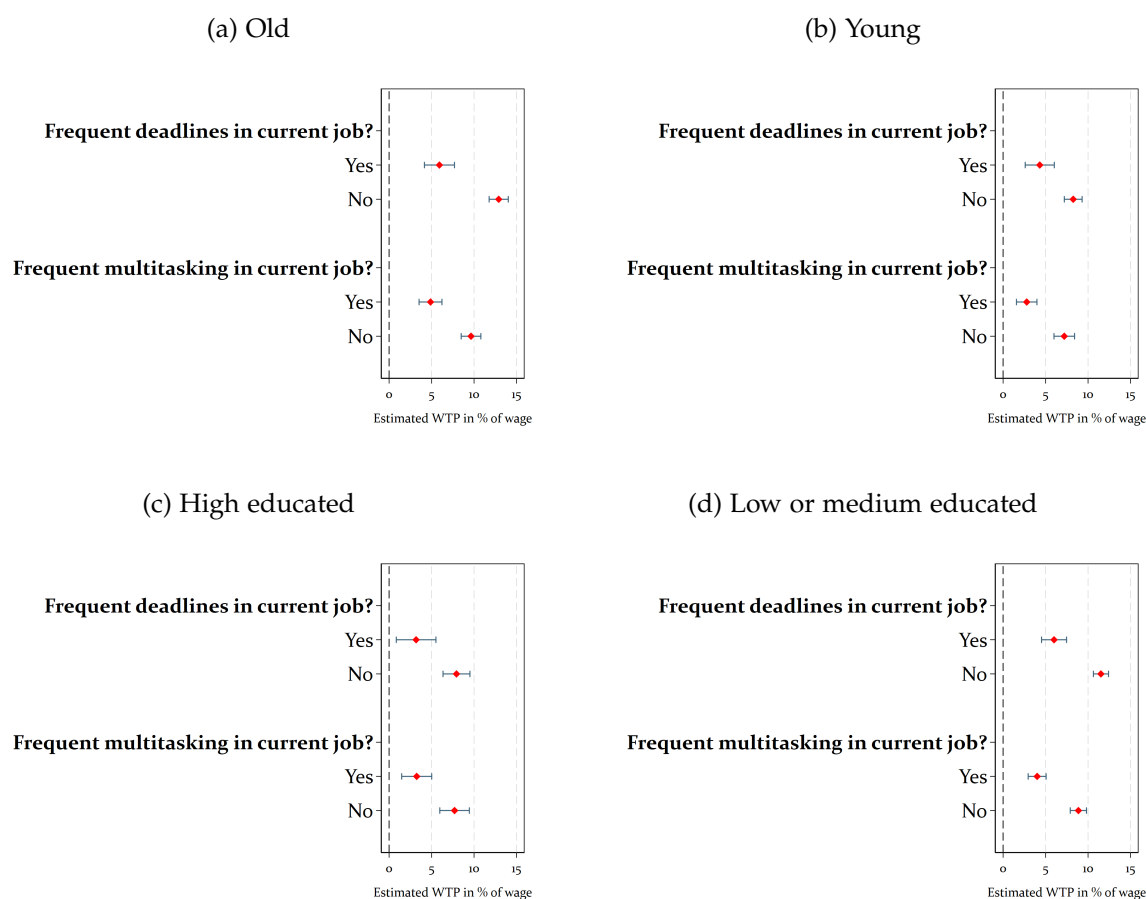 (a) Old
Frequent deadlines in current job?
Yes
No
Frequent multitasking in current job?
Yes
No
0 5 10 15
Estimated WTP in % of wage
(b) Young
Frequent deadlines in current job?
Yes
No
Frequent multitasking in current job?
Yes
No
0 5 10 15
Estimated WTP in % of wage
(c) High educated
Frequent deadlines in current job?
Yes
No
Frequent multitasking in current job?
Yes
No
0 5 10 15
Estimated WTP in % of wage
(d) Low or medium educated
Frequent deadlines in current job?
Yes
No
Frequent multitasking in current job?
Yes
No
0 5 10 15
Estimated WTP in % of wage